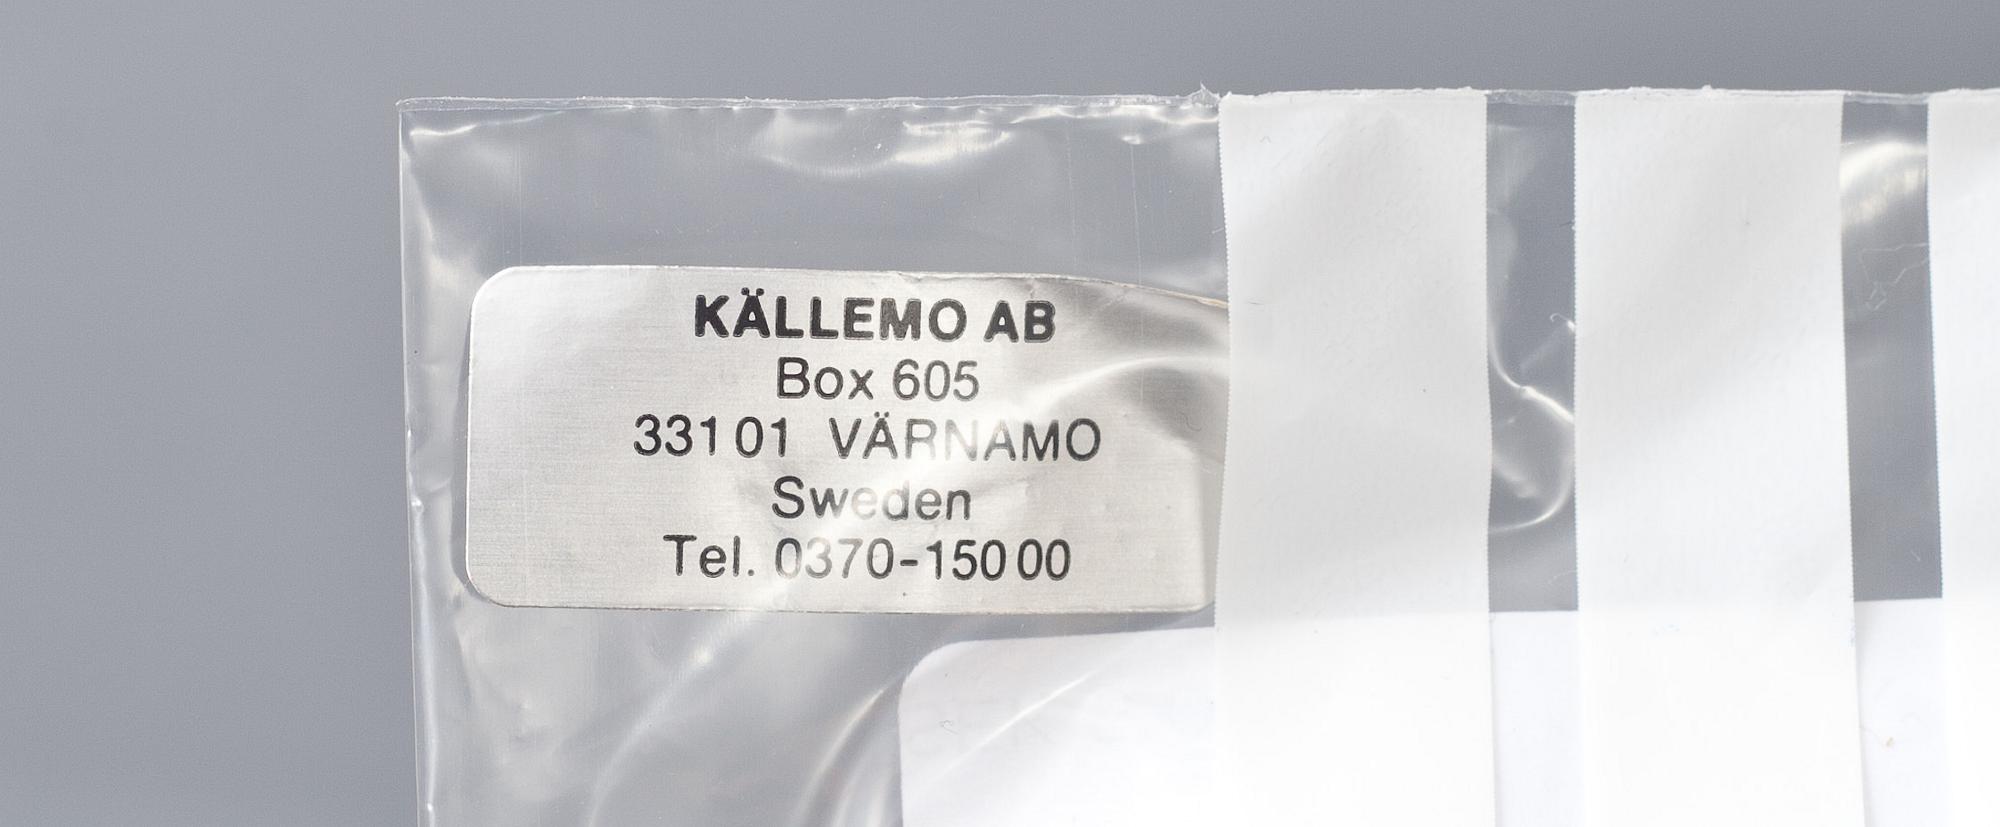 KÄLLEMO AB
Box 605
331 01 VÄRNAMO
Sweden
Tel. 0370-150 00